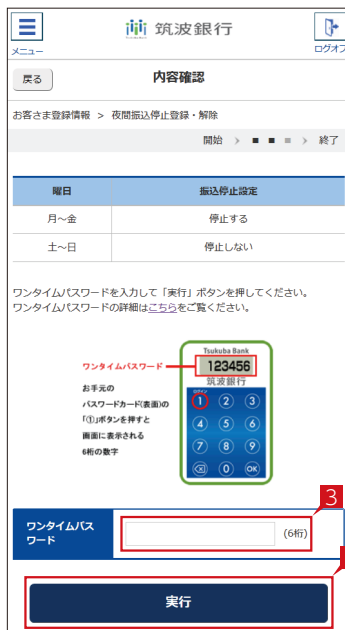 筑波銀行
メニュー
ログオフ
戻る
内容確認
お客さま登録情報 > 夜間振込停止登録・解除
開始 > ■ ■ ■ > 終了
曜日 振込停止設定
月～金 停止する
土～日 停止しない
ワンタイムパスワードを入力して「実行」ボタンを押してください。
ワンタイムパスワードの詳細はこちらをご覧ください。
Tsukuba Bank
ワンタイムパスワード
123456
筑波銀行
お手元の
パスワードカード(表面)の
「①」ボタンを押すと
画面に表示される
6桁の数字
ログイン
1 2 3
4 5 6
7 8 9
0 OK
3
ワンタイムパス
ワード
(6桁)
実行